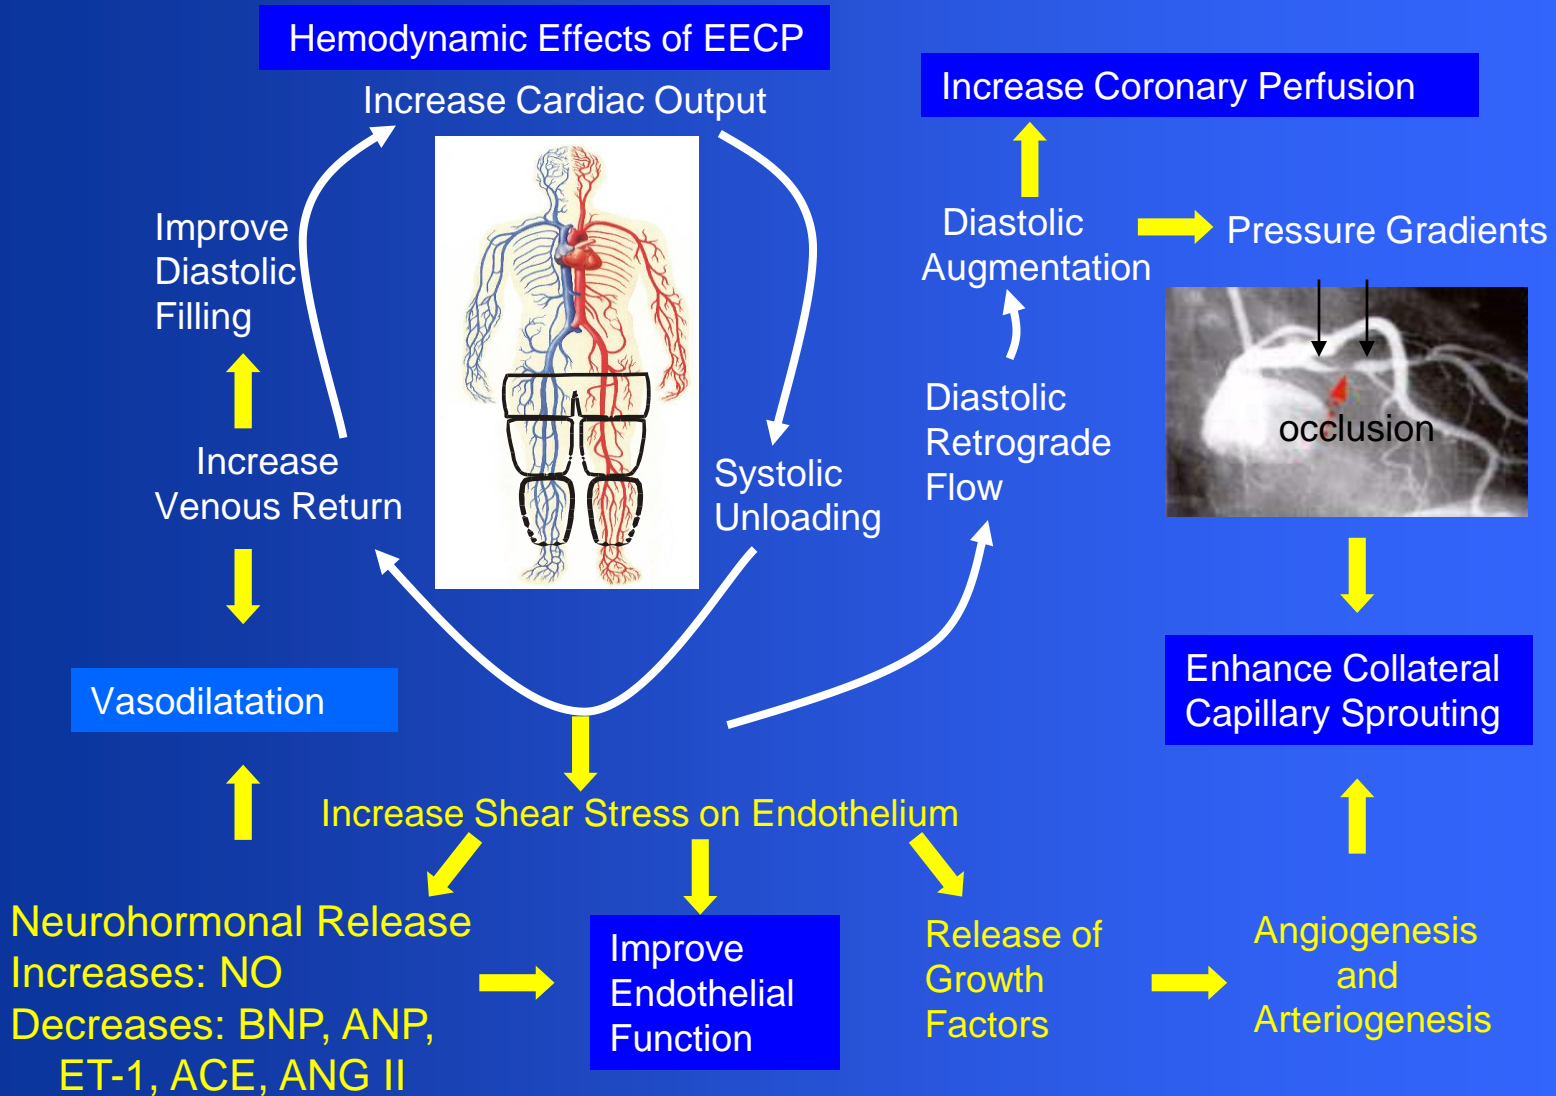 Hemodynamic Effects of EECP
Increase Cardiac Output
Improve
Diastolic
Filling
Increase
Venous Return
Systolic
Unloading
Vasodilatation
Increase Coronary Perfusion
Diastolic
Augmentation
Pressure Gradients
Diastolic
Retrograde
Flow
occlusion
Enhance Collateral
Capillary Sprouting
Increase Shear Stress on Endothelium
Neurohormonal Release
Increases: NO
Decreases: BNP, ANP,
ET-1, ACE, ANG II
Improve
Endothelial
Function
Release of
Growth
Factors
Angiogenesis
and
Arteriogenesis